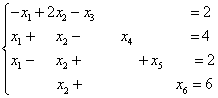 -x₁+2x₂-x₃ =2
x₁+ x₂- x₄ =4
x₁- x₂+ +x₅ =2
x₂+ x₆=6